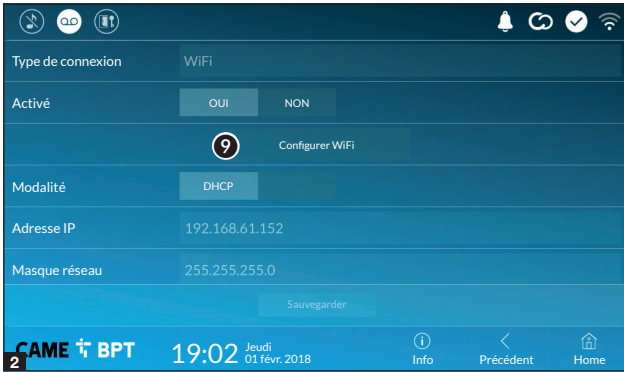 Type de connexion WiFi
Activé OUI NON
9 Configurer WiFi
Modalité DHCP
Adresse IP 192.168.61.152
Masque réseau 255.255.255.0
Sauvegarder
CAME BPT 19:02 Jeudi
01 févr. 2018
Info Précédent Home
2